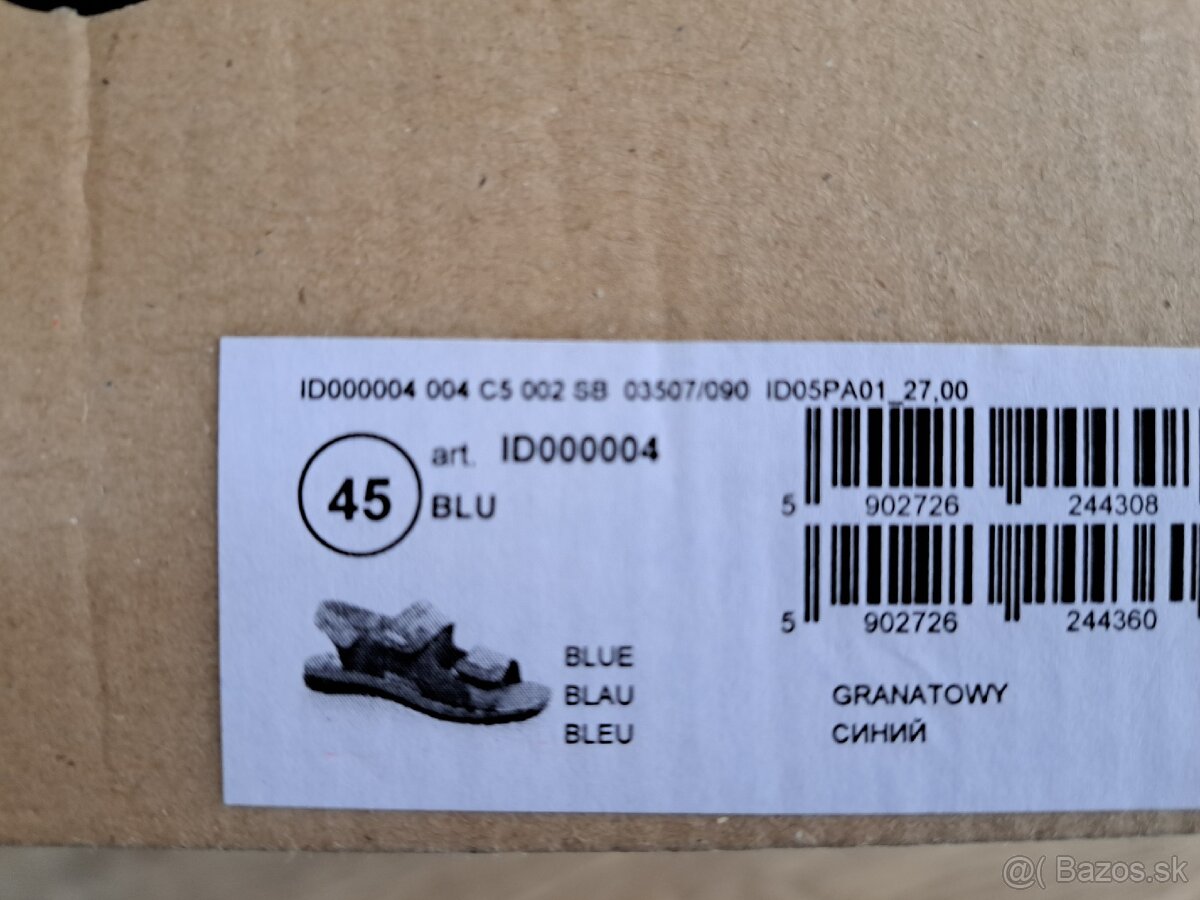 ID000004 004 C5 002 SB 03507/090 ID05PA01_27,00
45
art. ID000004
BLU
5 902726 244308
5 902726 244360
BLUE
BLAU
BLEU
GRANATOWY
СИНИЙ
@( Bazos.sk